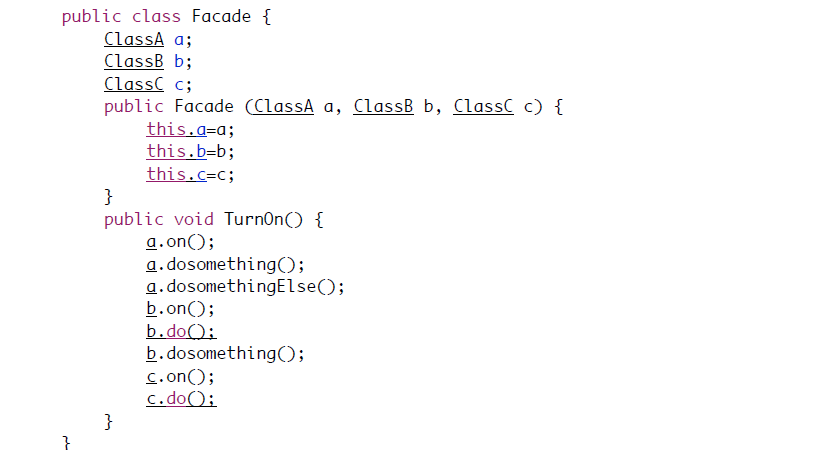 public class Facade {
ClassA a;
ClassB b;
ClassC c;
public Facade (ClassA a, ClassB b, ClassC c) {
this.a=a;
this.b=b;
this.c=c;
}
public void TurnOn() {
a.on();
a.dosomething();
a.dosomethingElse();
b.on();
b.do();
b.dosomething();
c.on();
c.do();
}
}